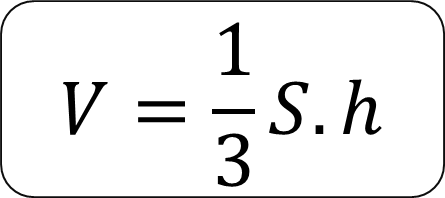 V = 1/3 S.h